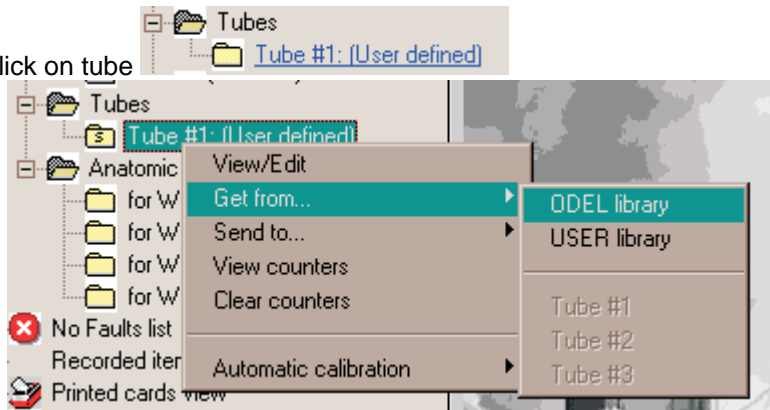 Tubes
lick on tube
Tube #1: (User defined)
Tubes
Tube #1: (User defined)
Anatomic
View/Edit
for W
Get from...
ODEL library
for W
Send to...
USER library
for W
View counters
for W
Clear counters
Tube #1
No Faults list
Tube #2
Recorded iter
Automatic calibration
Tube #3
Printed cards view